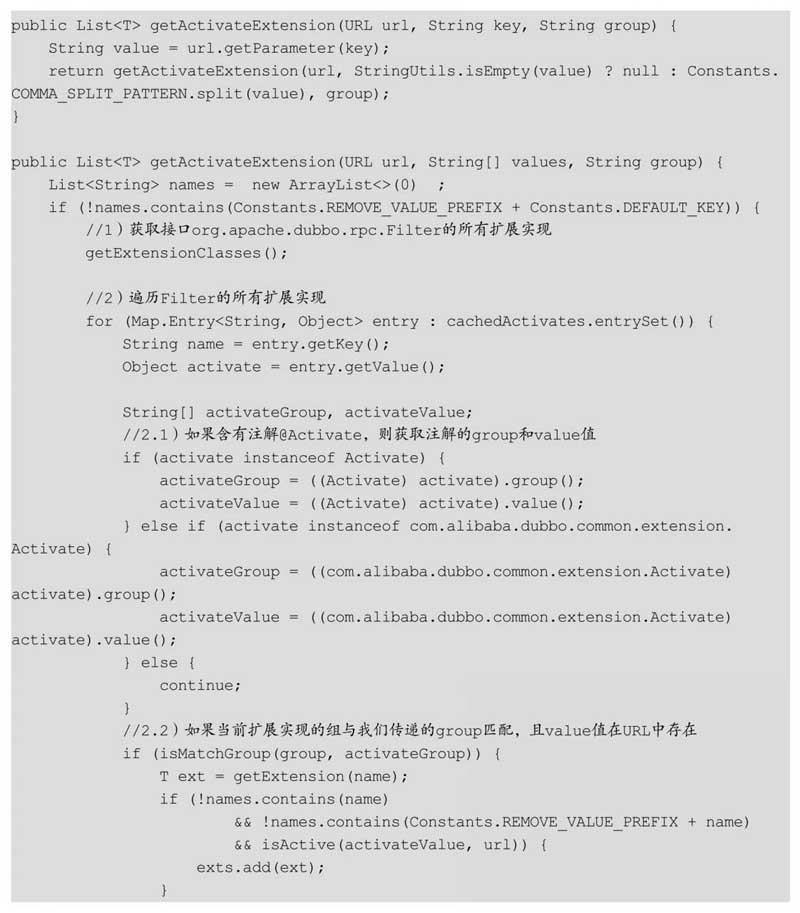 public List<T> getActivateExtension(URL url, String key, String group) {
    String value = url.getParameter(key);
    return getActivateExtension(url, StringUtils.isEmpty(value) ? null : Constants.
COMMA_SPLIT_PATTERN.split(value), group);
}

public List<T> getActivateExtension(URL url, String[] values, String group) {
    List<String> names =  new ArrayList<>(0)  ;
    if (!names.contains(Constants.REMOVE_VALUE_PREFIX + Constants.DEFAULT_KEY)) {
        //1）获取接口org.apache.dubbo.rpc.Filter的所有扩展实现
        getExtensionClasses();

        //2）遍历Filter的所有扩展实现
        for (Map.Entry<String, Object> entry : cachedActivates.entrySet()) {
            String name = entry.getKey();
            Object activate = entry.getValue();

            String[] activateGroup, activateValue;
            //2.1）如果含有注解@Activate，则获取注解的group和value值
            if (activate instanceof Activate) {
                activateGroup = ((Activate) activate).group();
                activateValue = ((Activate) activate).value();
            } else if (activate instanceof com.alibaba.dubbo.common.extension.
Activate) {
                activateGroup = ((com.alibaba.dubbo.common.extension.Activate)
activate).group();
                activateValue = ((com.alibaba.dubbo.common.extension.Activate)
activate).value();
            } else {
                continue;
            }
            //2.2）如果当前扩展实现的组与我们传递的group匹配，且value值在URL中存在
            if (isMatchGroup(group, activateGroup)) {
                T ext = getExtension(name);
                if (!names.contains(name)
                        && !names.contains(Constants.REMOVE_VALUE_PREFIX + name)
                        && isActive(activateValue, url)) {
                    exts.add(ext);
                }